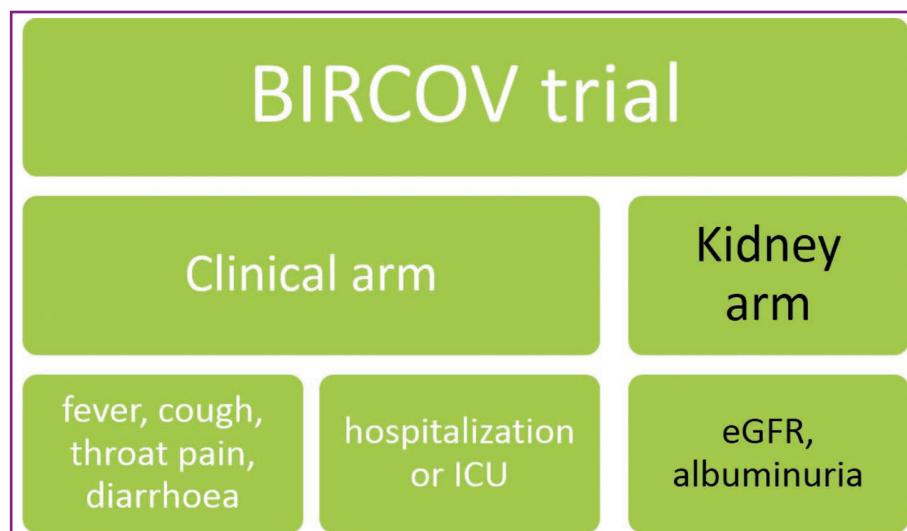 BIRCOV trial
Clinical arm
Kidney
arm
fever, cough,
throat pain,
diarrhoea
hospitalization
or ICU
eGFR,
albuminuria